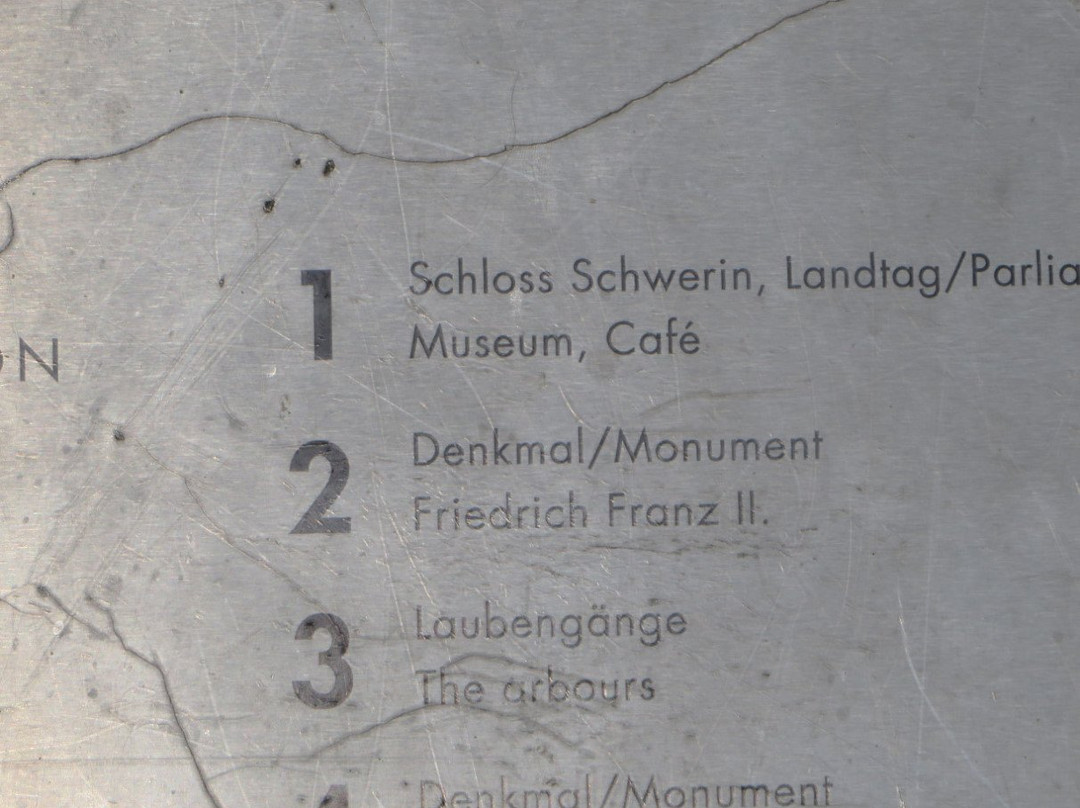 1 Schloss Schwerin, Landtag/Parlia
Museum, Café
N
2 Denkmal/Monument
Friedrich Franz II.
3 Laubengänge
The arbours
4 Denkmal/Monument